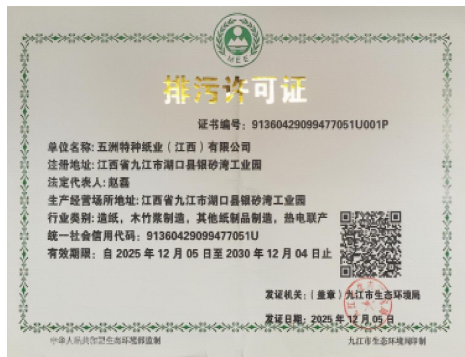 MEE
排污许可证
证书编号：91360429099477051U001P
单位名称：五洲特种纸业（江西）有限公司
注册地址：江西省九江市湖口县银砂湾工业园
法定代表人：赵磊
生产经营场所地址：江西省九江市湖口县银砂湾工业园
行业类别：造纸，木竹浆制造，其他纸制品制造，热电联产
统一社会信用代码：91360429099477051U
有效期限：自 2025 年 12 月 05 日至 2030 年 12 月 04 日止
发证机关：（盖章）九江市生态环境局
发证日期：2025 年 12 月 05 日
中华人民共和国生态环境部监制
九江市生态环境局印制